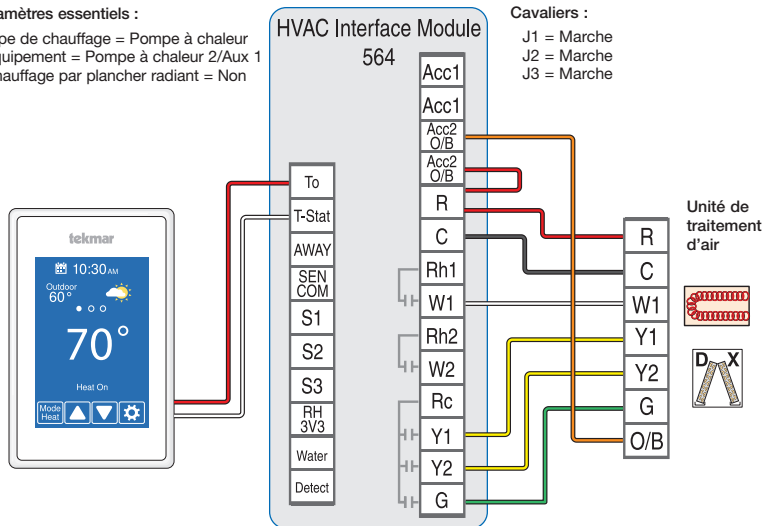 amètres essentiels :
pe de chauffage = Pompe à chaleur
quipement = Pompe à chaleur 2/Aux 1
hauffage par plancher radiant = Non
HVAC Interface Module
564
Cavaliers :
J1 = Marche
J2 = Marche
J3 = Marche
Acc1
Acc1
Acc2
O/B
Acc2
O/B
R
C
Rh1
W1
Rh2
W2
Rc
Y1
Y2
G
To
T-Stat
AWAY
SEN
COM
S1
S2
S3
RH
3V3
Water
Detect
tekmar
10:30 AM
Outdoor
60°
70°
Heat On
Mode
Heat
Unité de
traitement
d'air
R
C
W1
Y1
Y2
G
O/B
D X